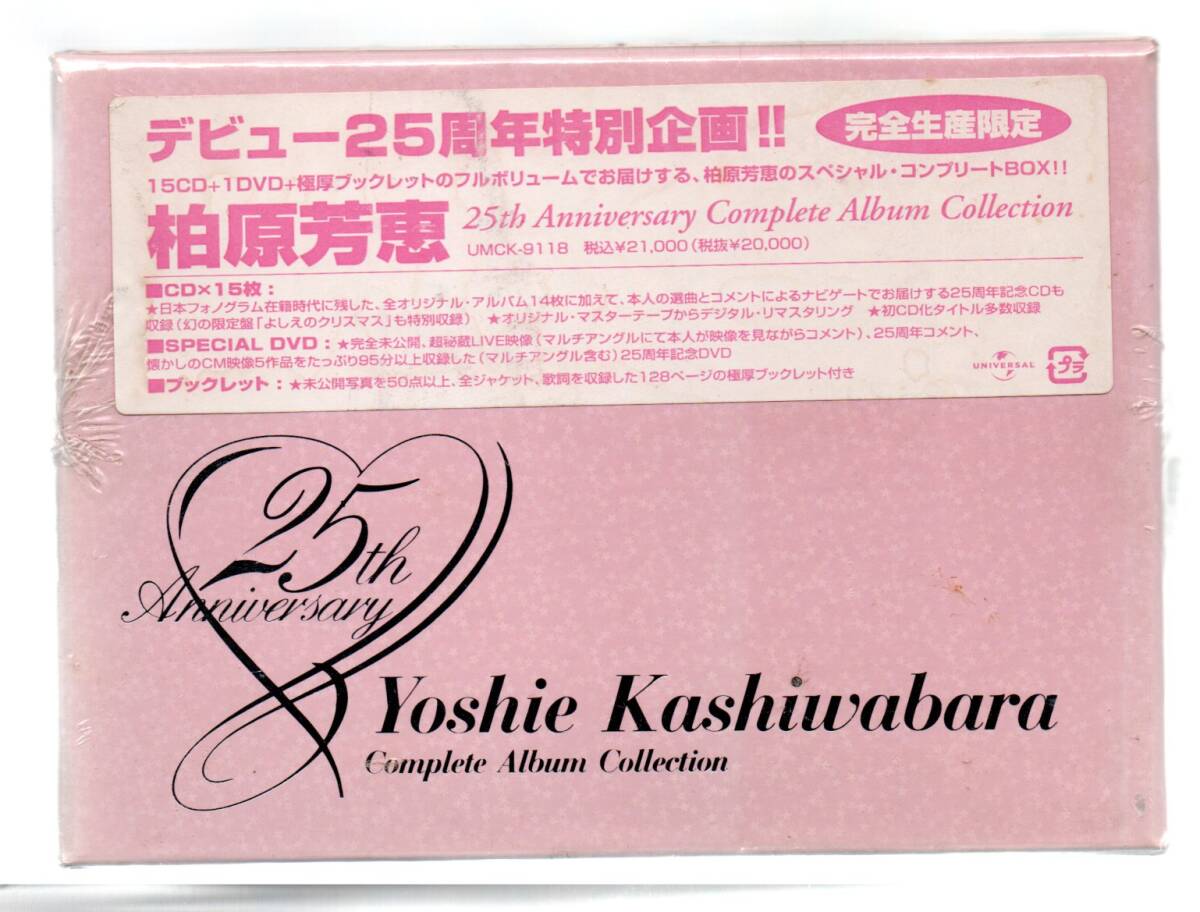 デビュー25周年特別企画!!
完全生産限定
15CD+1DVD+極厚ブックレットのフルボリュームでお届けする、柏原芳恵のスペシャル・コンプリートBOX!!
柏原芳恵 25th Anniversary Complete Album Collection
UMCK-9118 税込¥21,000(税抜¥20,000)
■CD×15枚:
★日本フォノグラム在籍時代に残した、全オリジナル・アルバム14枚に加えて、本人の選曲とコメントによるナビゲートでお届けする25周年記念CDも
収録(幻の限定盤「よしえのクリスマス」も特別収録) ★オリジナル・マスターテープからデジタル・リマスタリング ★初CD化タイトル多数収録
■SPECIAL DVD:★完全未公開、超秘蔵LIVE映像(マルチアングルにて本人が映像を見ながらコメント)、25周年コメント、
懐かしのCM映像5作品をたっぷり95分以上収録した(マルチアングル含む)25周年記念DVD
■ブックレット:★未公開写真を50点以上、全ジャケット、歌詞を収録した128ページの極厚ブックレット付き
UNIVERSAL
プラ
25th
Anniversary
Yoshie Kashiwabara
Complete Album Collection